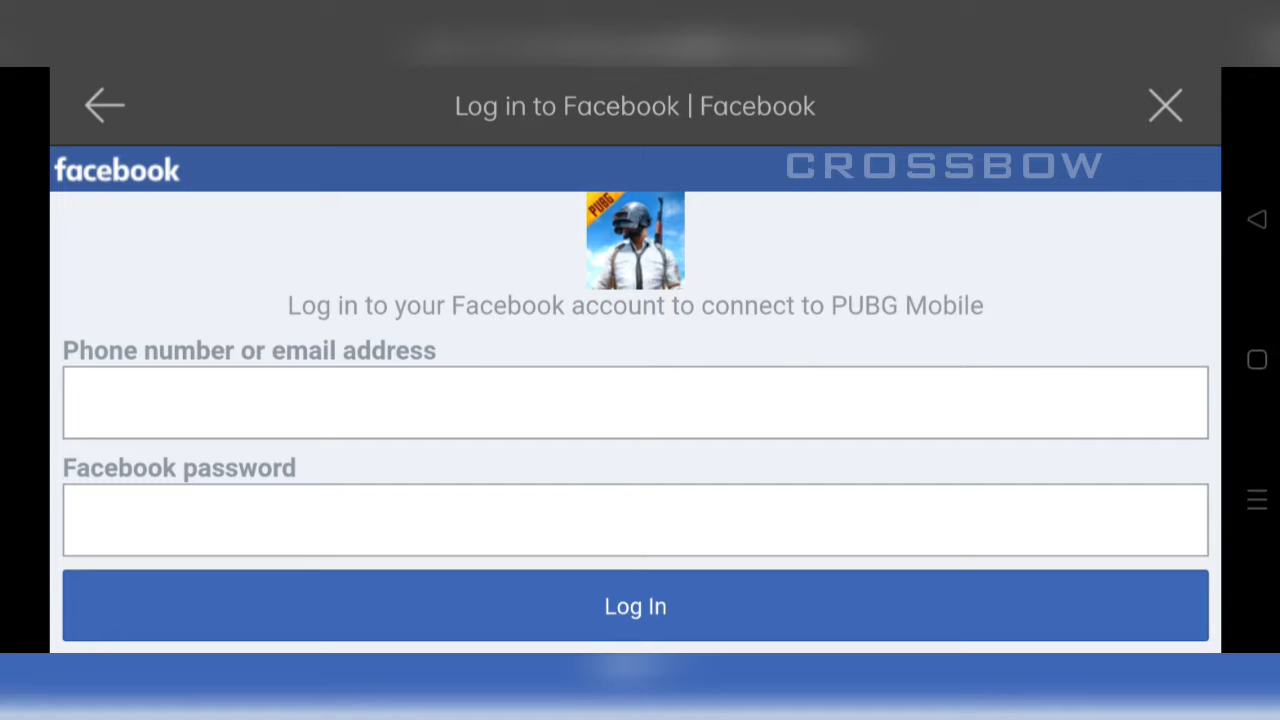 Log in to Facebook | Facebook
facebook
CROSSBOW
PUBG
Log in to your Facebook account to connect to PUBG Mobile
Phone number or email address
Facebook password
Log In